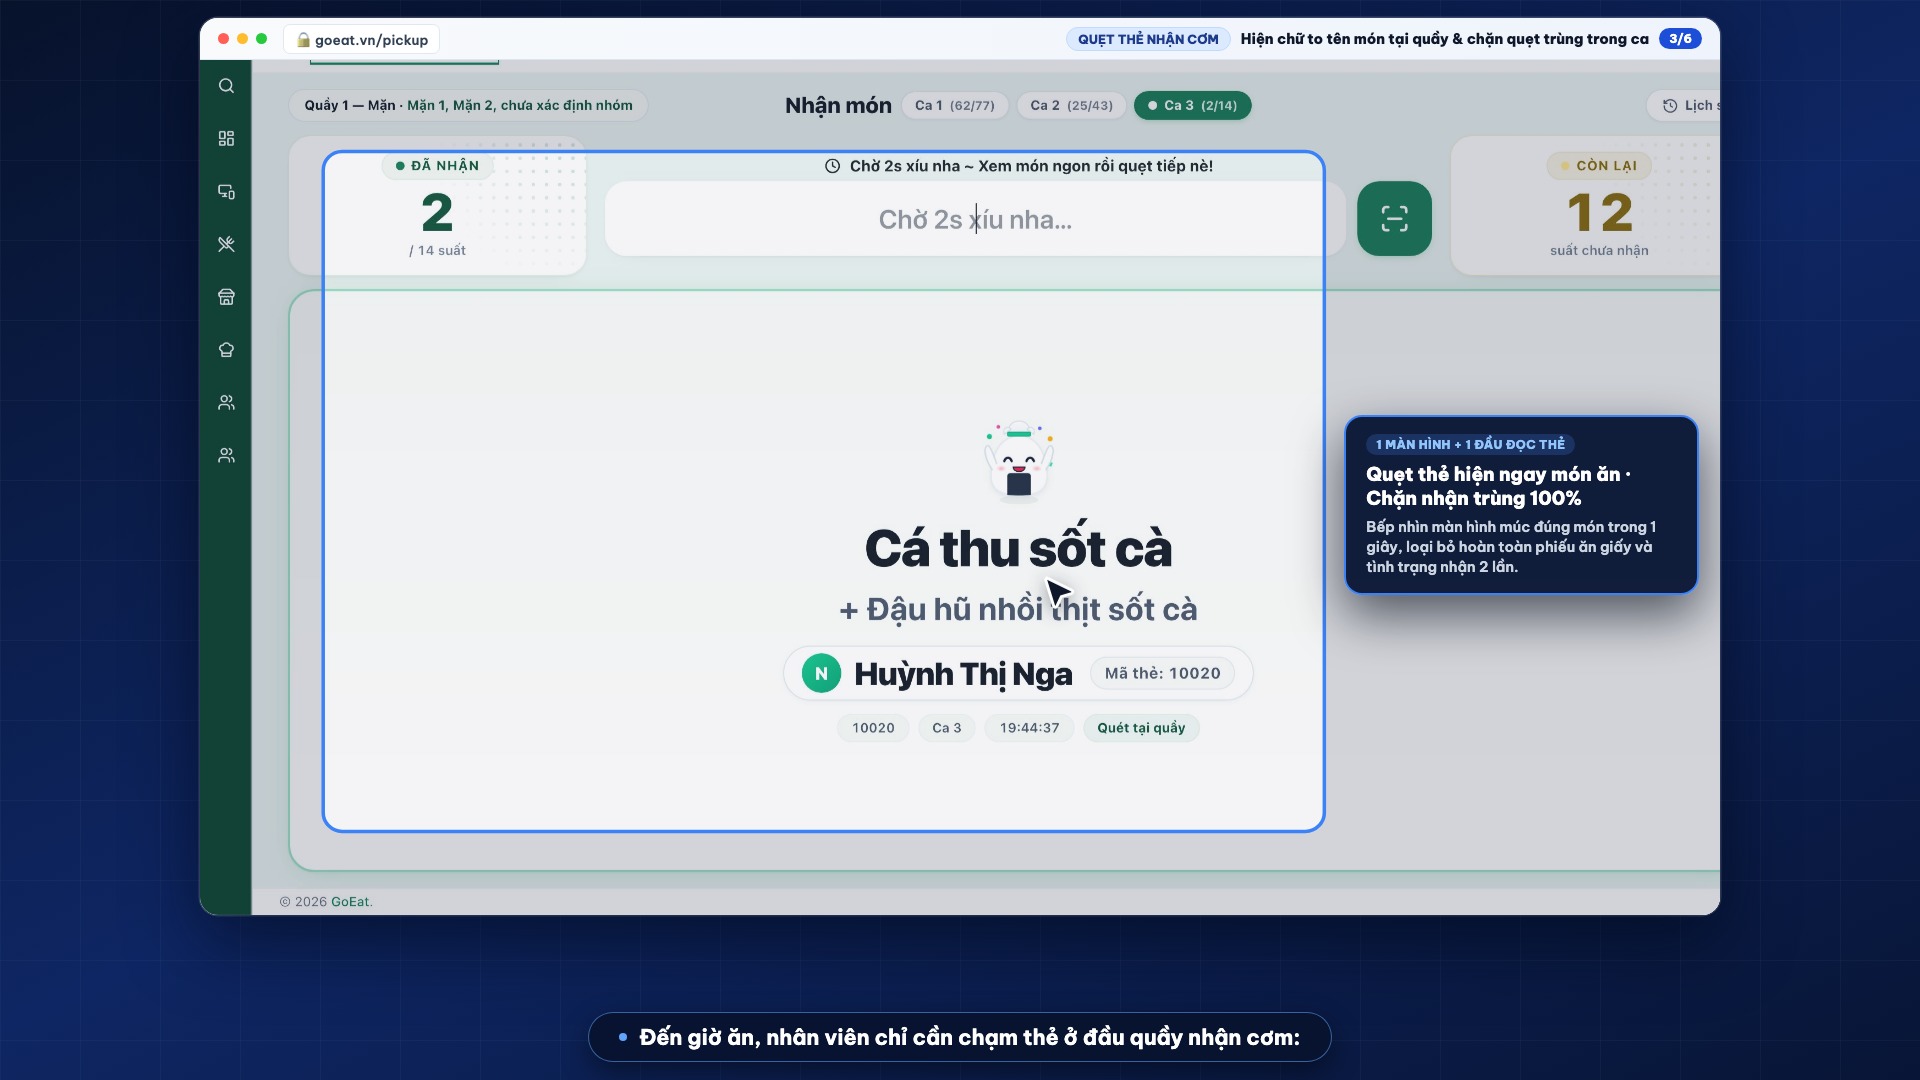 goeat.vn/pickup
QUẸT THẺ NHẬN CƠM
Hiện chữ to tên món tại quầy & chặn quẹt trùng trong ca
3/6
Quầy 1 — Mặn · Mặn 1, Mặn 2, chưa xác định nhóm
Nhận món
Ca 1 (62/77)
Ca 2 (25/43)
Ca 3 (2/14)
Lịch s
ĐÃ NHẬN
2
/ 14 suất
Chờ 2s xíu nha ~ Xem món ngon rồi quẹt tiếp nè!
Chờ 2s xíu nha...
CÒN LẠI
12
suất chưa nhận
Cá thu sốt cà
+ Đậu hũ nhồi thịt sốt cà
N
Huỳnh Thị Nga
Mã thẻ: 10020
10020
Ca 3
19:44:37
Quét tại quầy
1 MÀN HÌNH + 1 ĐẦU ĐỌC THẺ
Quẹt thẻ hiện ngay món ăn ·
Chặn nhận trùng 100%
Bếp nhìn màn hình múc đúng món trong 1
giây, loại bỏ hoàn toàn phiếu ăn giấy và
tình trạng nhận 2 lần.
© 2026 GoEat.
Đến giờ ăn, nhân viên chỉ cần chạm thẻ ở đầu quầy nhận cơm: